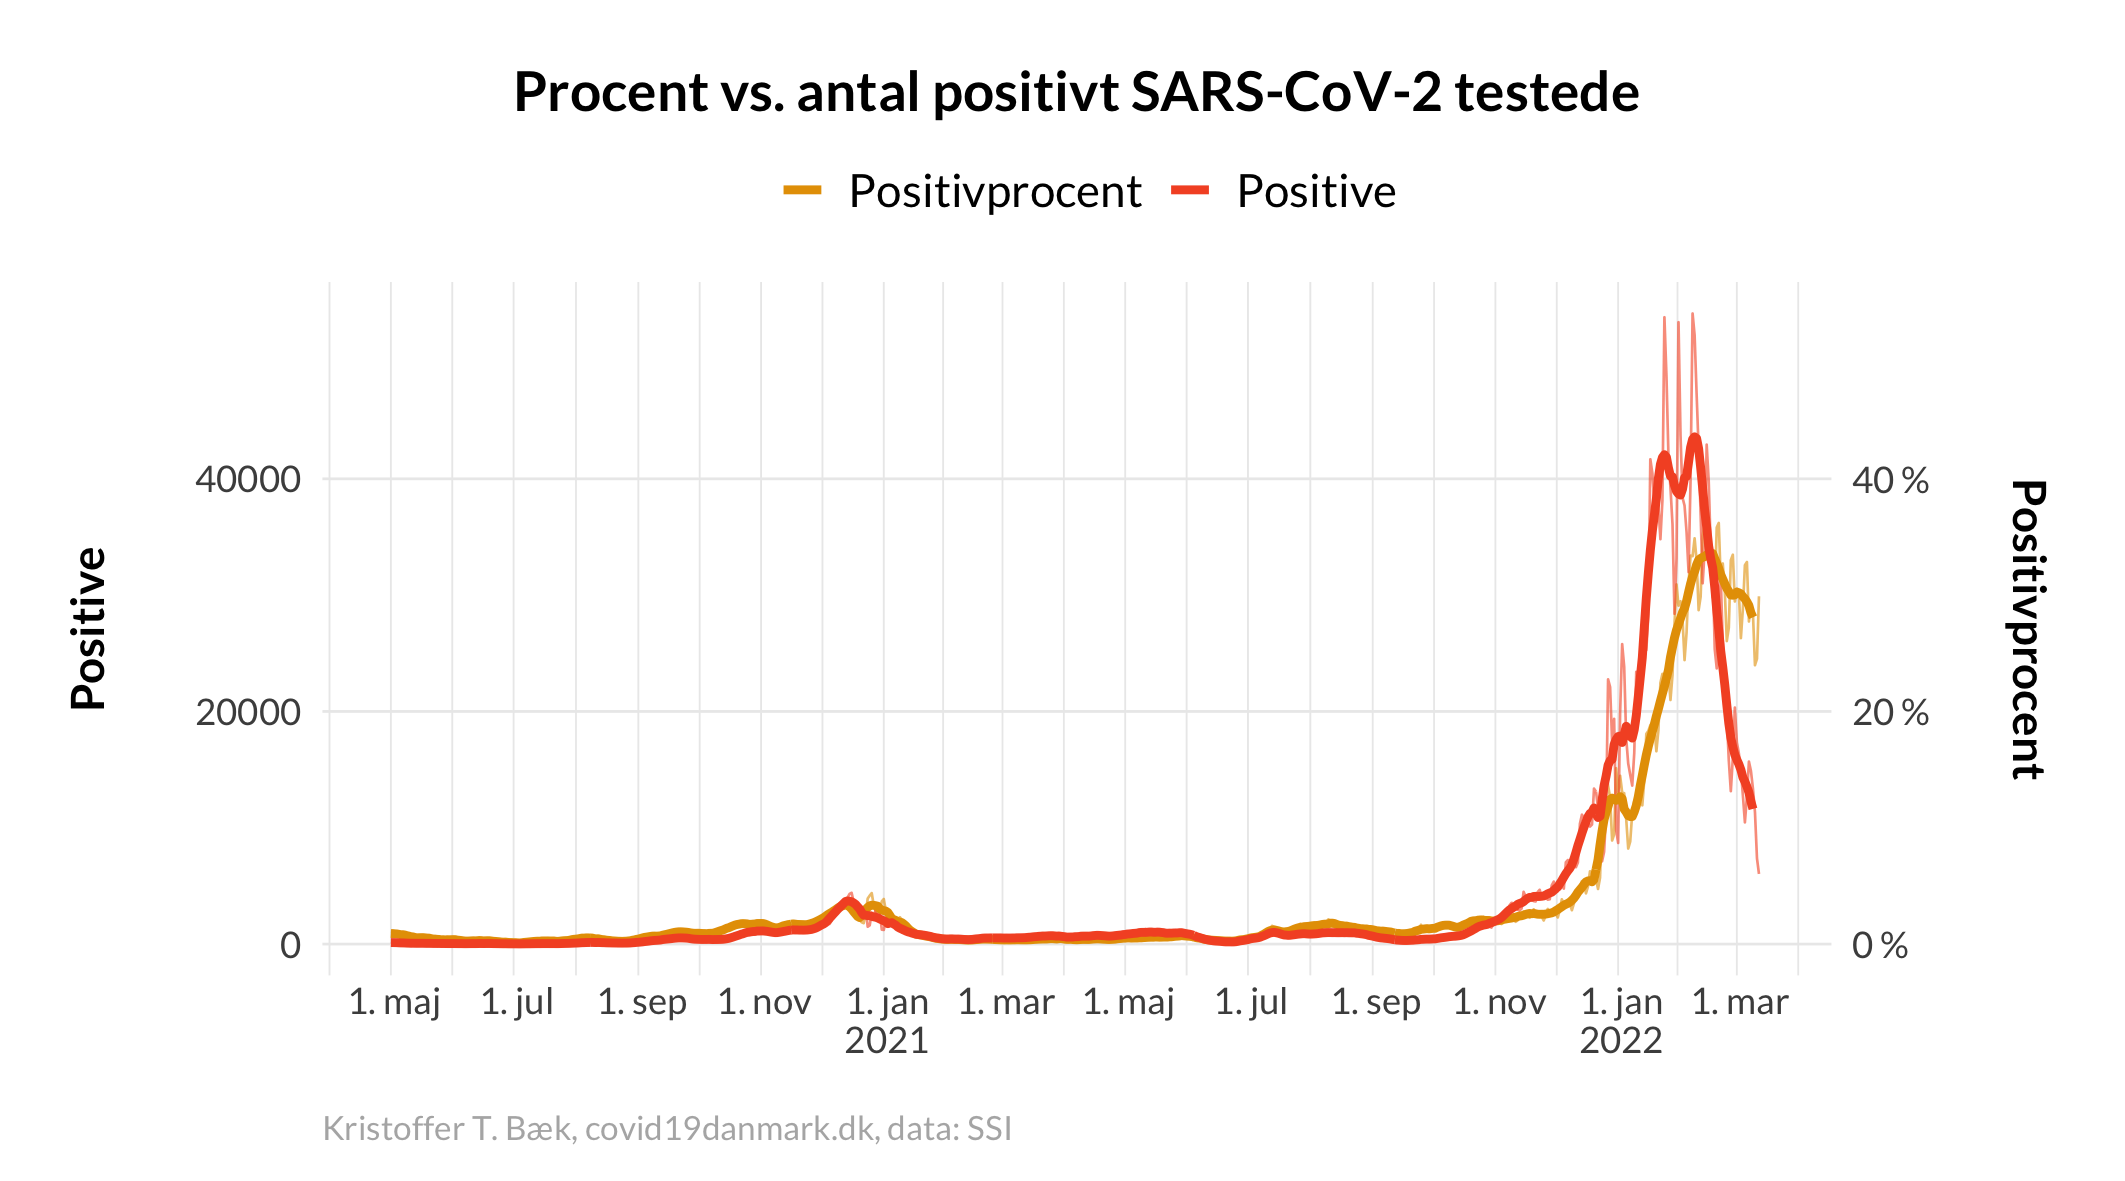 Procent vs. antal positivt SARS-CoV-2 testede
Positivprocent Positive
Positive
40000
20000
0
40 %
20 %
0 %
Positivprocent
1. maj 1. jul 1. sep 1. nov 1. jan 1. mar 1. maj 1. jul 1. sep 1. nov 1. jan 1. mar
2021 2022
Kristoffer T. Bæk, covid19danmark.dk, data: SSI